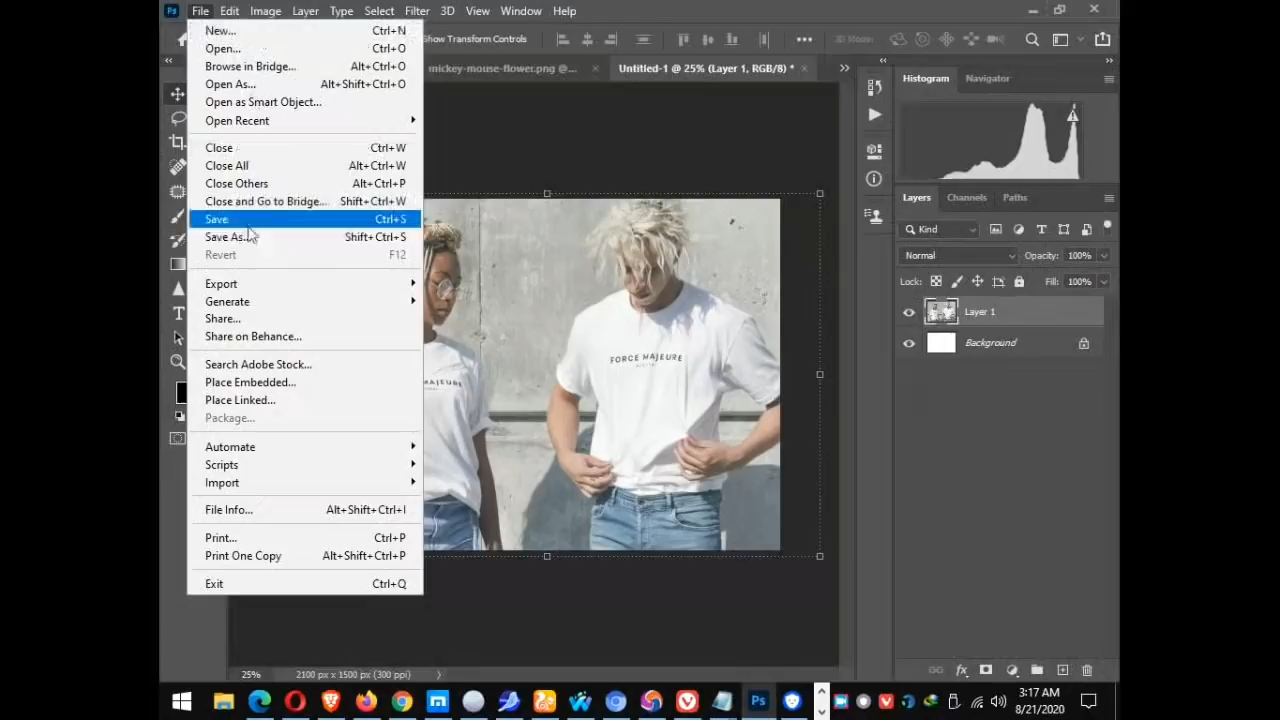 Ps File Edit Image Layer Type Select Filter 3D View Window Help
Show Transform Controls ••• 3D Mode:
mickey-mouse-flower.png @... × Untitled-1 @ 25% (Layer 1, RGB/8) * ×
New... Ctrl+N
Open... Ctrl+O
Browse in Bridge... Alt+Ctrl+O
Open As... Alt+Shift+Ctrl+O
Open as Smart Object...
Open Recent
Close Ctrl+W
Close All Alt+Ctrl+W
Close Others Alt+Ctrl+P
Close and Go to Bridge... Shift+Ctrl+W
Save Ctrl+S
Save As... Shift+Ctrl+S
Revert F12
Export
Generate
Share...
Share on Behance...
Search Adobe Stock...
Place Embedded...
Place Linked...
Package...
Automate
Scripts
Import
File Info... Alt+Shift+Ctrl+I
Print... Ctrl+P
Print One Copy Alt+Shift+Ctrl+P
Exit Ctrl+Q
MAJEURE
FORCE MAJEURE
Histogram Navigator
Layers Channels Paths
Kind
Normal Opacity: 100%
Lock: Fill: 100%
Layer 1
Background
25% 2100 px x 1500 px (300 ppi)
Ps
3:17 AM
8/21/2020